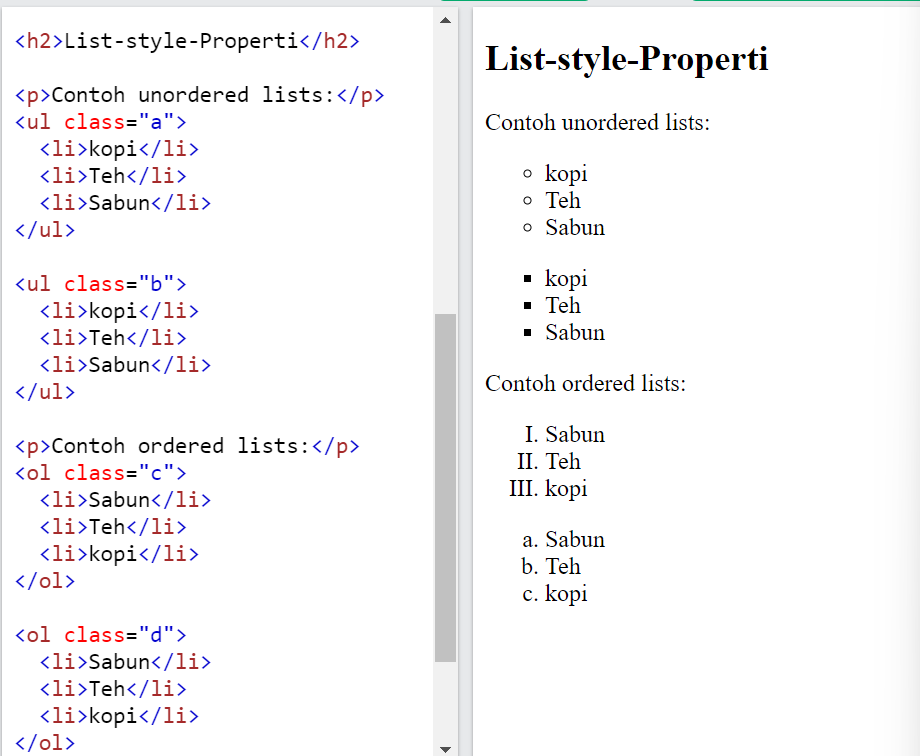 <h2>List-style-Properti</h2>
<p>Contoh unordered lists:</p>
<ul class="a">
<li>kopi</li>
<li>Teh</li>
<li>Sabun</li>
</ul>
<ul class="b">
<li>kopi</li>
<li>Teh</li>
<li>Sabun</li>
</ul>
<p>Contoh ordered lists:</p>
<ol class="c">
<li>Sabun</li>
<li>Teh</li>
<li>kopi</li>
</ol>
<ol class="d">
<li>Sabun</li>
<li>Teh</li>
<li>kopi</li>
</ol>
List-style-Properti
Contoh unordered lists:
kopi
Teh
Sabun
kopi
Teh
Sabun
Contoh ordered lists:
I. Sabun
II. Teh
III. kopi
a. Sabun
b. Teh
c. kopi